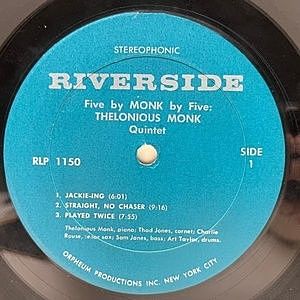 STEREOPHONIC
RIVERSIDE
Five by MONK by Five:
THELONIOUS MONK
Quintet
RLP 1150
SIDE
1
1. JACKIE-ING (6:01)
2. STRAIGHT, NO CHASER (9:16)
3. PLAYED TWICE (7:55)
Thelonious Monk, piano; Thad Jones, cornet; Charlie
Rouse, tenor sax; Sam Jones, bass; Art Taylor, drums.
ORPHEUM PRODUCTIONS INC. NEW YORK CITY